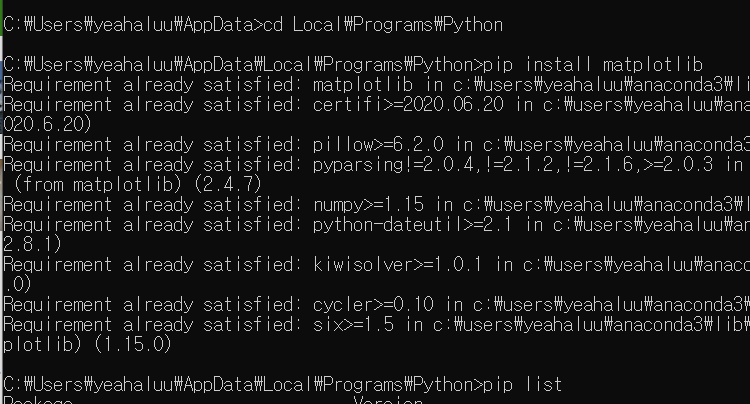 C:₩Users₩yeahaluu₩AppData>cd Local₩Programs₩Python
C:₩Users₩yeahaluu₩AppData₩Local₩Programs₩Python>pip install matplotlib
Requirement already satisfied: matplotlib in c:₩users₩yeahaluu₩anaconda3₩li
Requirement already satisfied: certifi>=2020.06.20 in c:₩users₩yeahaluu₩ana
020.6.20)
Requirement already satisfied: pillow>=6.2.0 in c:₩users₩yeahaluu₩anaconda3
Requirement already satisfied: pyparsing!=2.0.4,!=2.1.2,!=2.1.6,>=2.0.3 in
(from matplotlib) (2.4.7)
Requirement already satisfied: numpy>=1.15 in c:₩users₩yeahaluu₩anaconda3₩l
Requirement already satisfied: python-dateutil>=2.1 in c:₩users₩yeahaluu₩an
2.8.1)
Requirement already satisfied: kiwisolver>=1.0.1 in c:₩users₩yeahaluu₩anaco
.0)
Requirement already satisfied: cycler>=0.10 in c:₩users₩yeahaluu₩anaconda3₩
Requirement already satisfied: six>=1.5 in c:₩users₩yeahaluu₩anaconda3₩lib₩
plotlib) (1.15.0)
C:₩Users₩yeahaluu₩AppData₩Local₩Programs₩Python>pip list
Package Version